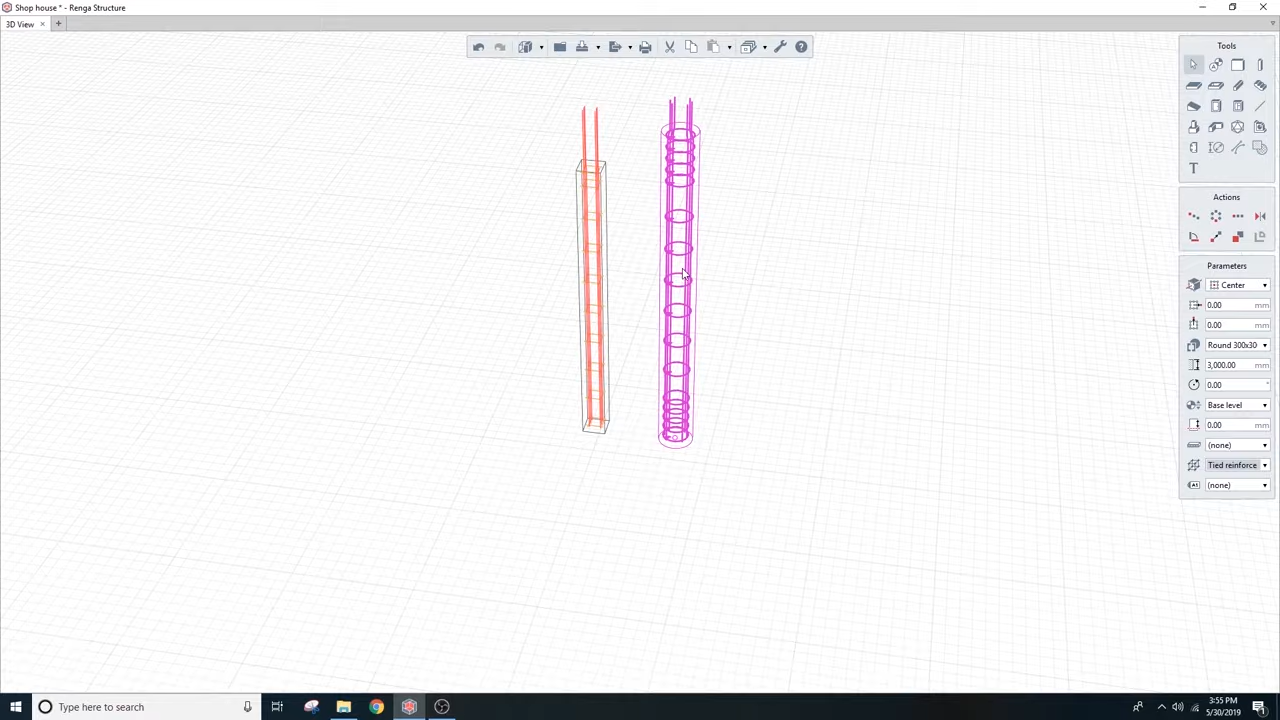 Shop house * - Renga Structure
3D View
Tools
Actions
Parameters
Center
0.00 mm
0.00 mm
Round 300x30
3,000.00 mm
0.00 °
Base level
0.00 mm
(none)
Tied reinforce
(none)
Type here to search
3:55 PM
5/30/2019